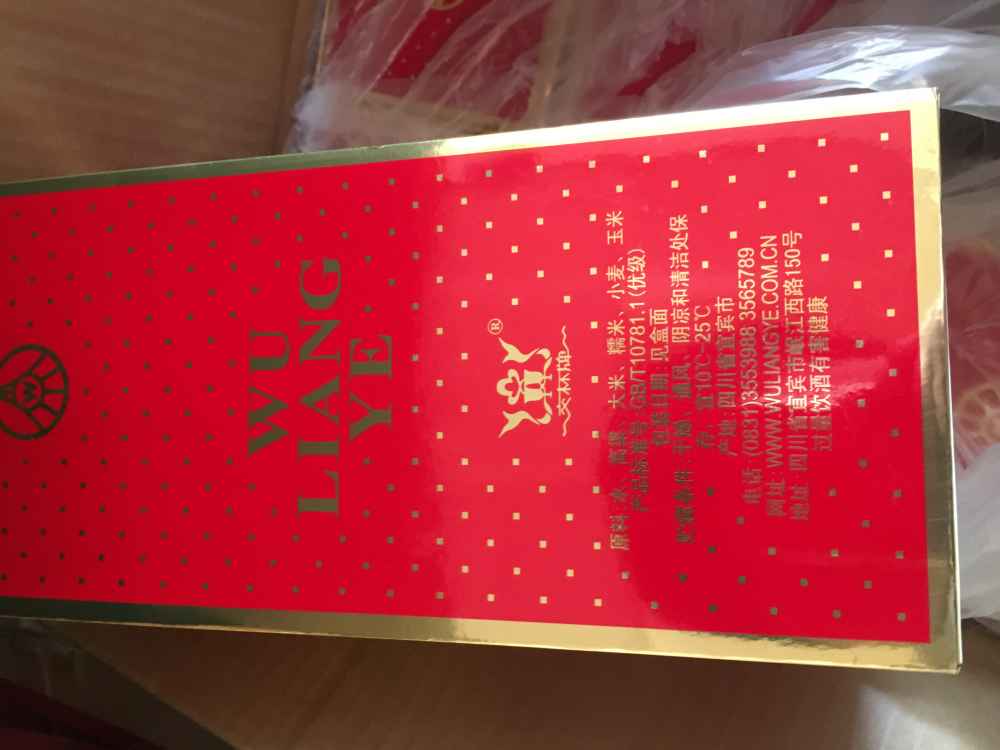 WU
LIANG
YE
®
交杯牌
原料:水、高粱、大米、糯米、小麦、玉米
产品标准号:GB/T10781.1(优级)
包装日期:见盒面
贮藏条件:干燥、通风、阴凉和清洁处保
存,宜10℃~25℃
产地:四川省宜宾市
电话:(0831)3553988 3565789
网址:WWW.WULIANGYE.COM.CN
地址:四川省宜宾市岷江西路150号
过量饮酒有害健康